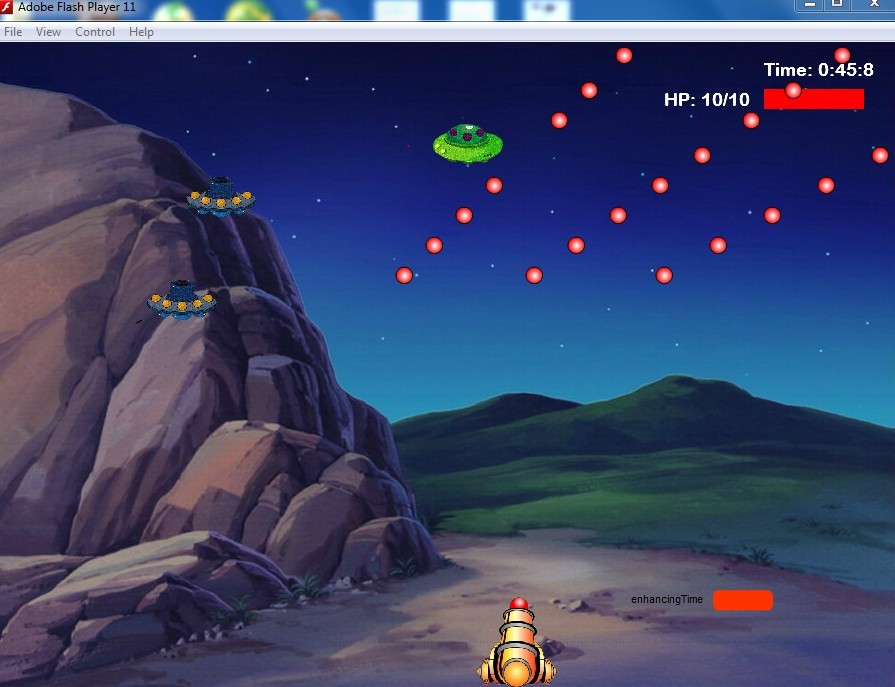 Adobe Flash Player 11
File View Control Help
Time: 0:45:8
HP: 10/10
enhancingTime